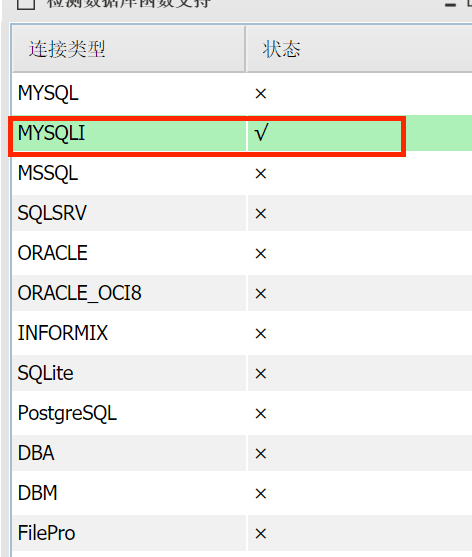 检测数据库函数支持
连接类型 状态
MYSQL ×
MYSQLI √
MSSQL ×
SQLSRV ×
ORACLE ×
ORACLE_OCI8 ×
INFORMIX ×
SQLite ×
PostgreSQL ×
DBA ×
DBM ×
FilePro ×